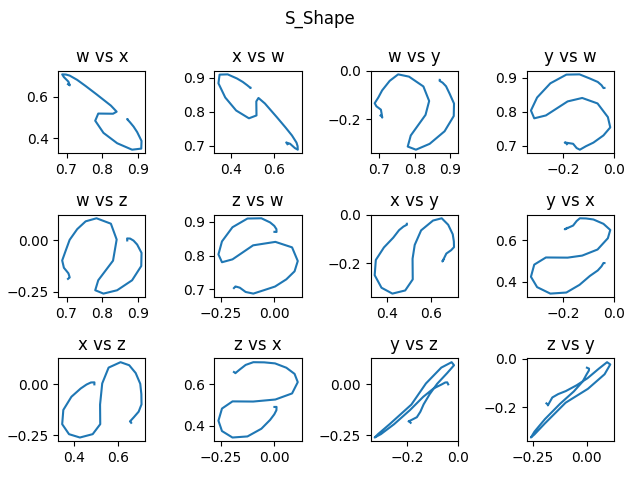 S_Shape
w vs x
x vs w
w vs y
y vs w
0.6
0.4
0.7 0.8 0.9
0.9
0.8
0.7
0.4 0.6
0.0
−0.2
0.7 0.8 0.9
0.9
0.8
0.7
−0.2 0.0
w vs z
z vs w
x vs y
y vs x
0.00
−0.25
0.7 0.8 0.9
0.9
0.8
0.7
−0.25 0.00
0.0
−0.2
0.4 0.6
0.6
0.4
−0.2 0.0
x vs z
z vs x
y vs z
z vs y
0.00
−0.25
0.4 0.6
0.6
0.4
−0.25 0.00
0.00
−0.25
−0.2 0.0
0.0
−0.2
−0.25 0.00